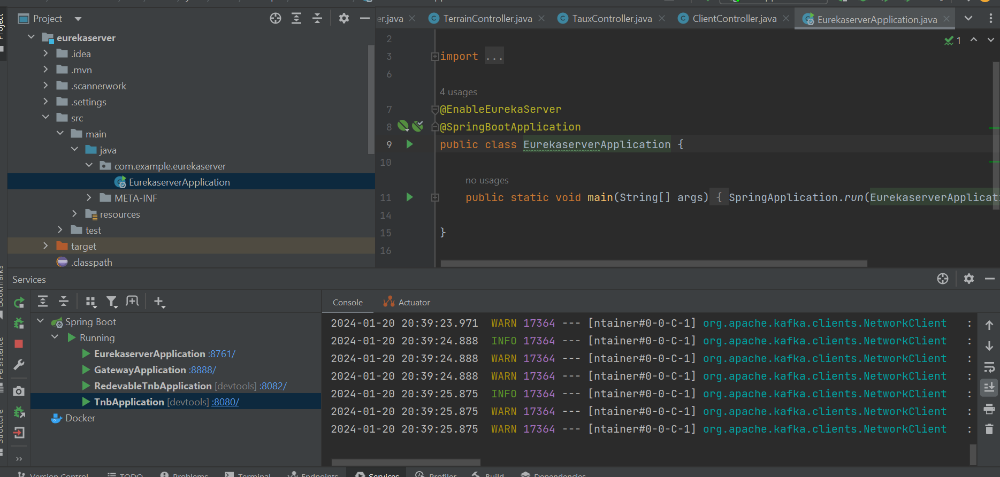 Project
er.java
TerrainController.java
TauxController.java
ClientController.java
EurekaserverApplication.java
eurekaserver
.idea
.mvn
.scannerwork
.settings
src
main
java
com.example.eurekaserver
EurekaserverApplication
META-INF
resources
test
target
.classpath
1
2
3 import ...
6
4 usages
7 @EnableEurekaServer
8 @SpringBootApplication
9 public class EurekaserverApplication {
10
no usages
11 public static void main(String[] args) { SpringApplication.run(EurekaserverApplicat
14
15 }
16
Services
Spring Boot
Running
EurekaserverApplication :8761/
GatewayApplication :8888/
RedevableTnbApplication [devtools] :8082/
TnbApplication [devtools] :8080/
Docker
Console
Actuator
2024-01-20 20:39:23.971 WARN 17364 --- [ntainer#0-0-C-1] org.apache.kafka.clients.NetworkClient :
2024-01-20 20:39:24.888 INFO 17364 --- [ntainer#0-0-C-1] org.apache.kafka.clients.NetworkClient :
2024-01-20 20:39:24.888 WARN 17364 --- [ntainer#0-0-C-1] org.apache.kafka.clients.NetworkClient :
2024-01-20 20:39:24.888 WARN 17364 --- [ntainer#0-0-C-1] org.apache.kafka.clients.NetworkClient :
2024-01-20 20:39:25.875 INFO 17364 --- [ntainer#0-0-C-1] org.apache.kafka.clients.NetworkClient :
2024-01-20 20:39:25.875 WARN 17364 --- [ntainer#0-0-C-1] org.apache.kafka.clients.NetworkClient :
2024-01-20 20:39:25.875 WARN 17364 --- [ntainer#0-0-C-1] org.apache.kafka.clients.NetworkClient :
Version Control
TODO
Problems
Terminal
Endpoints
Services
Profiler
Build
Dependencies